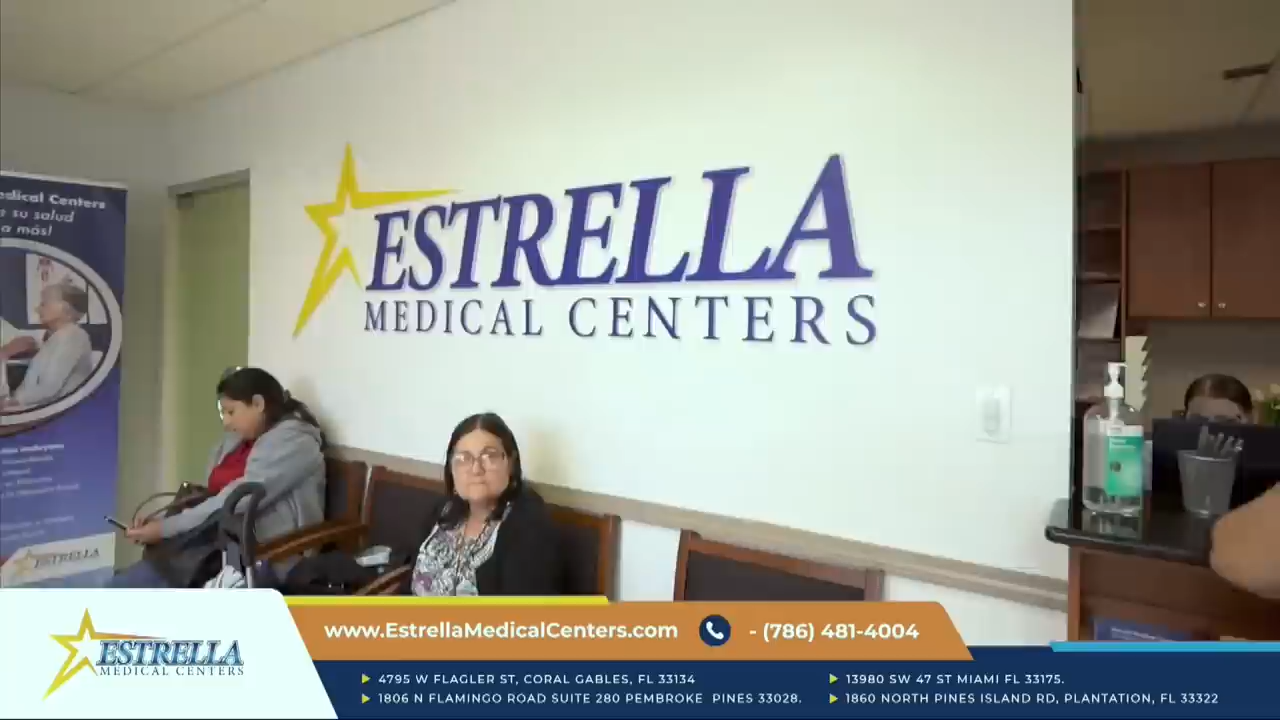 edical Centers
s su salud
a más!
ESTRELLA
MEDICAL CENTERS
ESTRELLA
ESTRELLA
MEDICAL CENTERS
www.EstrellaMedicalCenters.com - (786) 481-4004
4795 W FLAGLER ST, CORAL GABLES, FL 33134
1806 N FLAMINGO ROAD SUITE 280 PEMBROKE PINES 33028.
13980 SW 47 ST MIAMI FL 33175.
1860 NORTH PINES ISLAND RD, PLANTATION, FL 33322